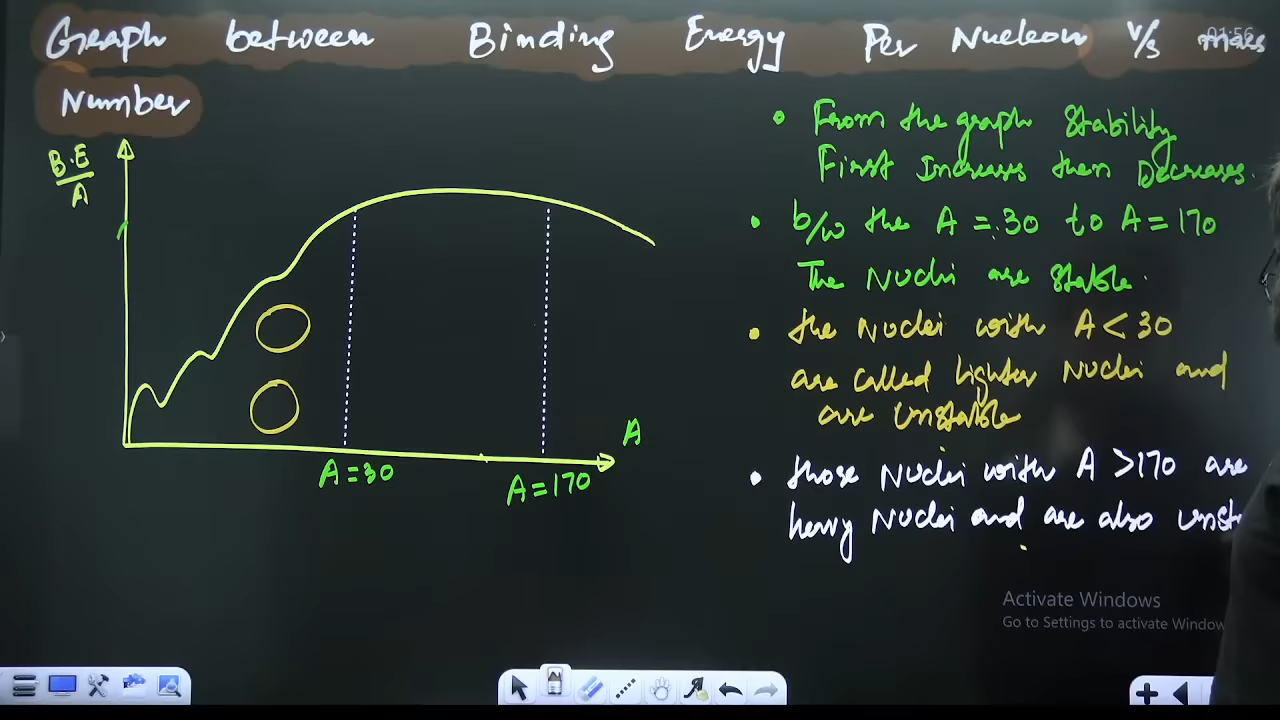 Graph between Binding Energy Per Nucleon v/s mass
Number
B.E
A
A
A=30
A=170
• From the graph Stability
First Increases then Decreases.
• b/w the A = 30 to A = 170
The Nuclei are Stable.
• the Nuclei with A < 30
are called lighter Nuclei and
are Unstable
• those Nuclei with A >170 are
heavy Nuclei and are also
Activate Windows
Go to Settings to activate